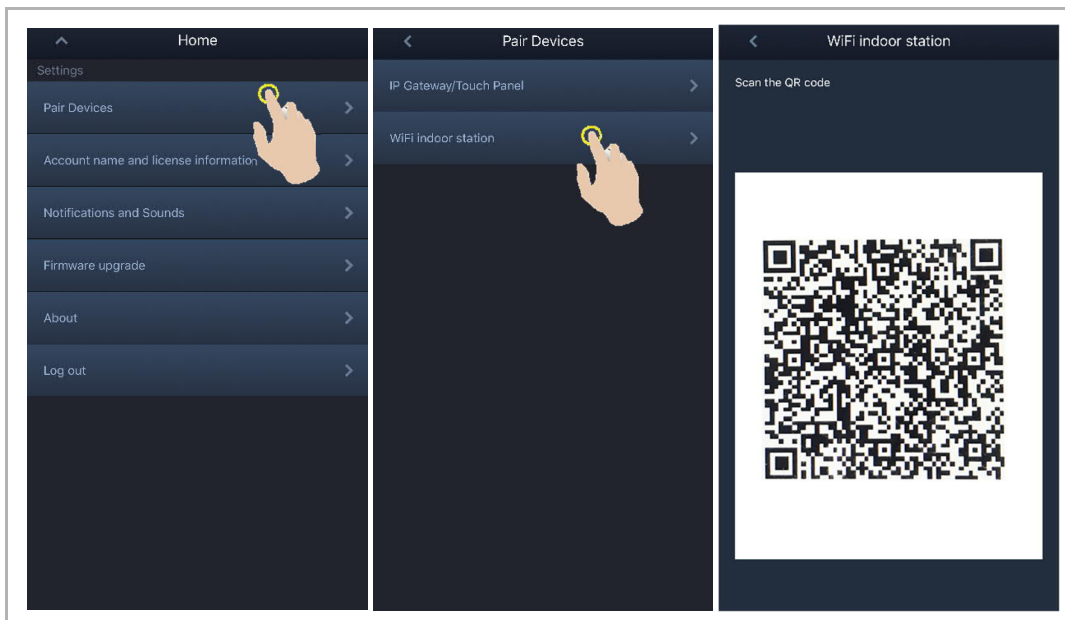 Home
Settings
Pair Devices
Account name and license information
Notifications and Sounds
Firmware upgrade
About
Log out
Pair Devices
IP Gateway/Touch Panel
WiFi indoor station
WiFi indoor station
Scan the QR code